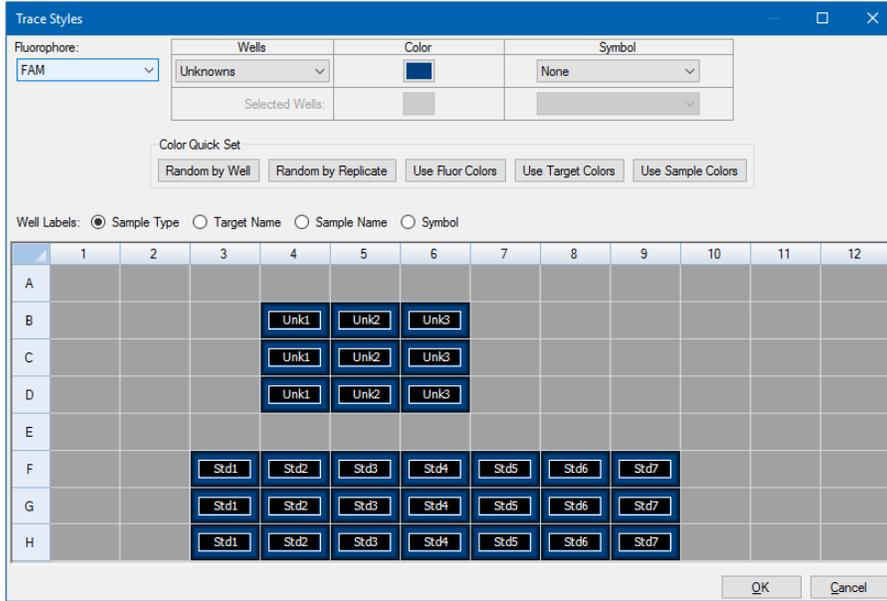 Trace Styles
Fluorophore: Wells Color Symbol
FAM Unknowns None
Selected Wells:
Color Quick Set
Random by Well Random by Replicate Use Fluor Colors Use Target Colors Use Sample Colors
Well Labels: Sample Type Target Name Sample Name Symbol
1 2 3 4 5 6 7 8 9 10 11 12
A
B Unk1 Unk2 Unk3
C Unk1 Unk2 Unk3
D Unk1 Unk2 Unk3
E
F Std1 Std2 Std3 Std4 Std5 Std6 Std7
G Std1 Std2 Std3 Std4 Std5 Std6 Std7
H Std1 Std2 Std3 Std4 Std5 Std6 Std7
OK Cancel